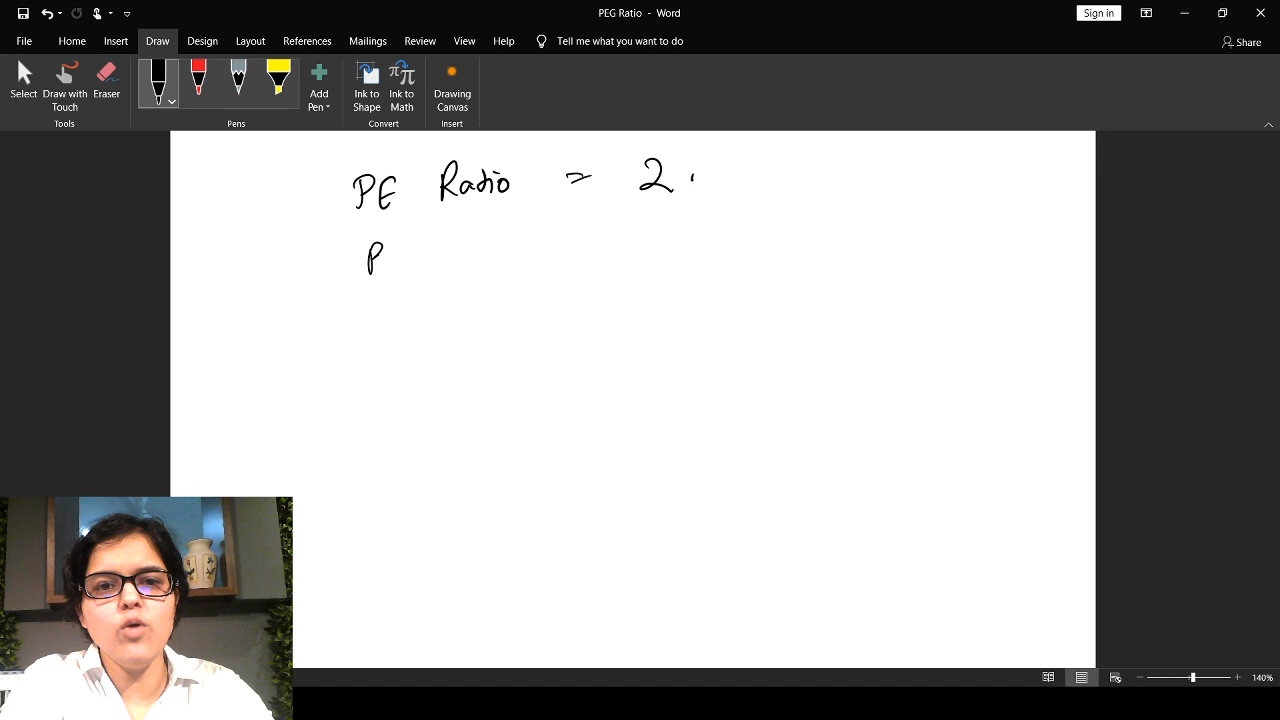 PEG Ratio - Word
Sign in
File Home Insert Draw Design Layout References Mailings Review View Help Tell me what you want to do
Share
Select
Draw with Touch
Eraser
Add Pen
Ink to Shape
Ink to Math
Drawing Canvas
Tools
Pens
Convert
Insert
PE Ratio = 2.
P
140%